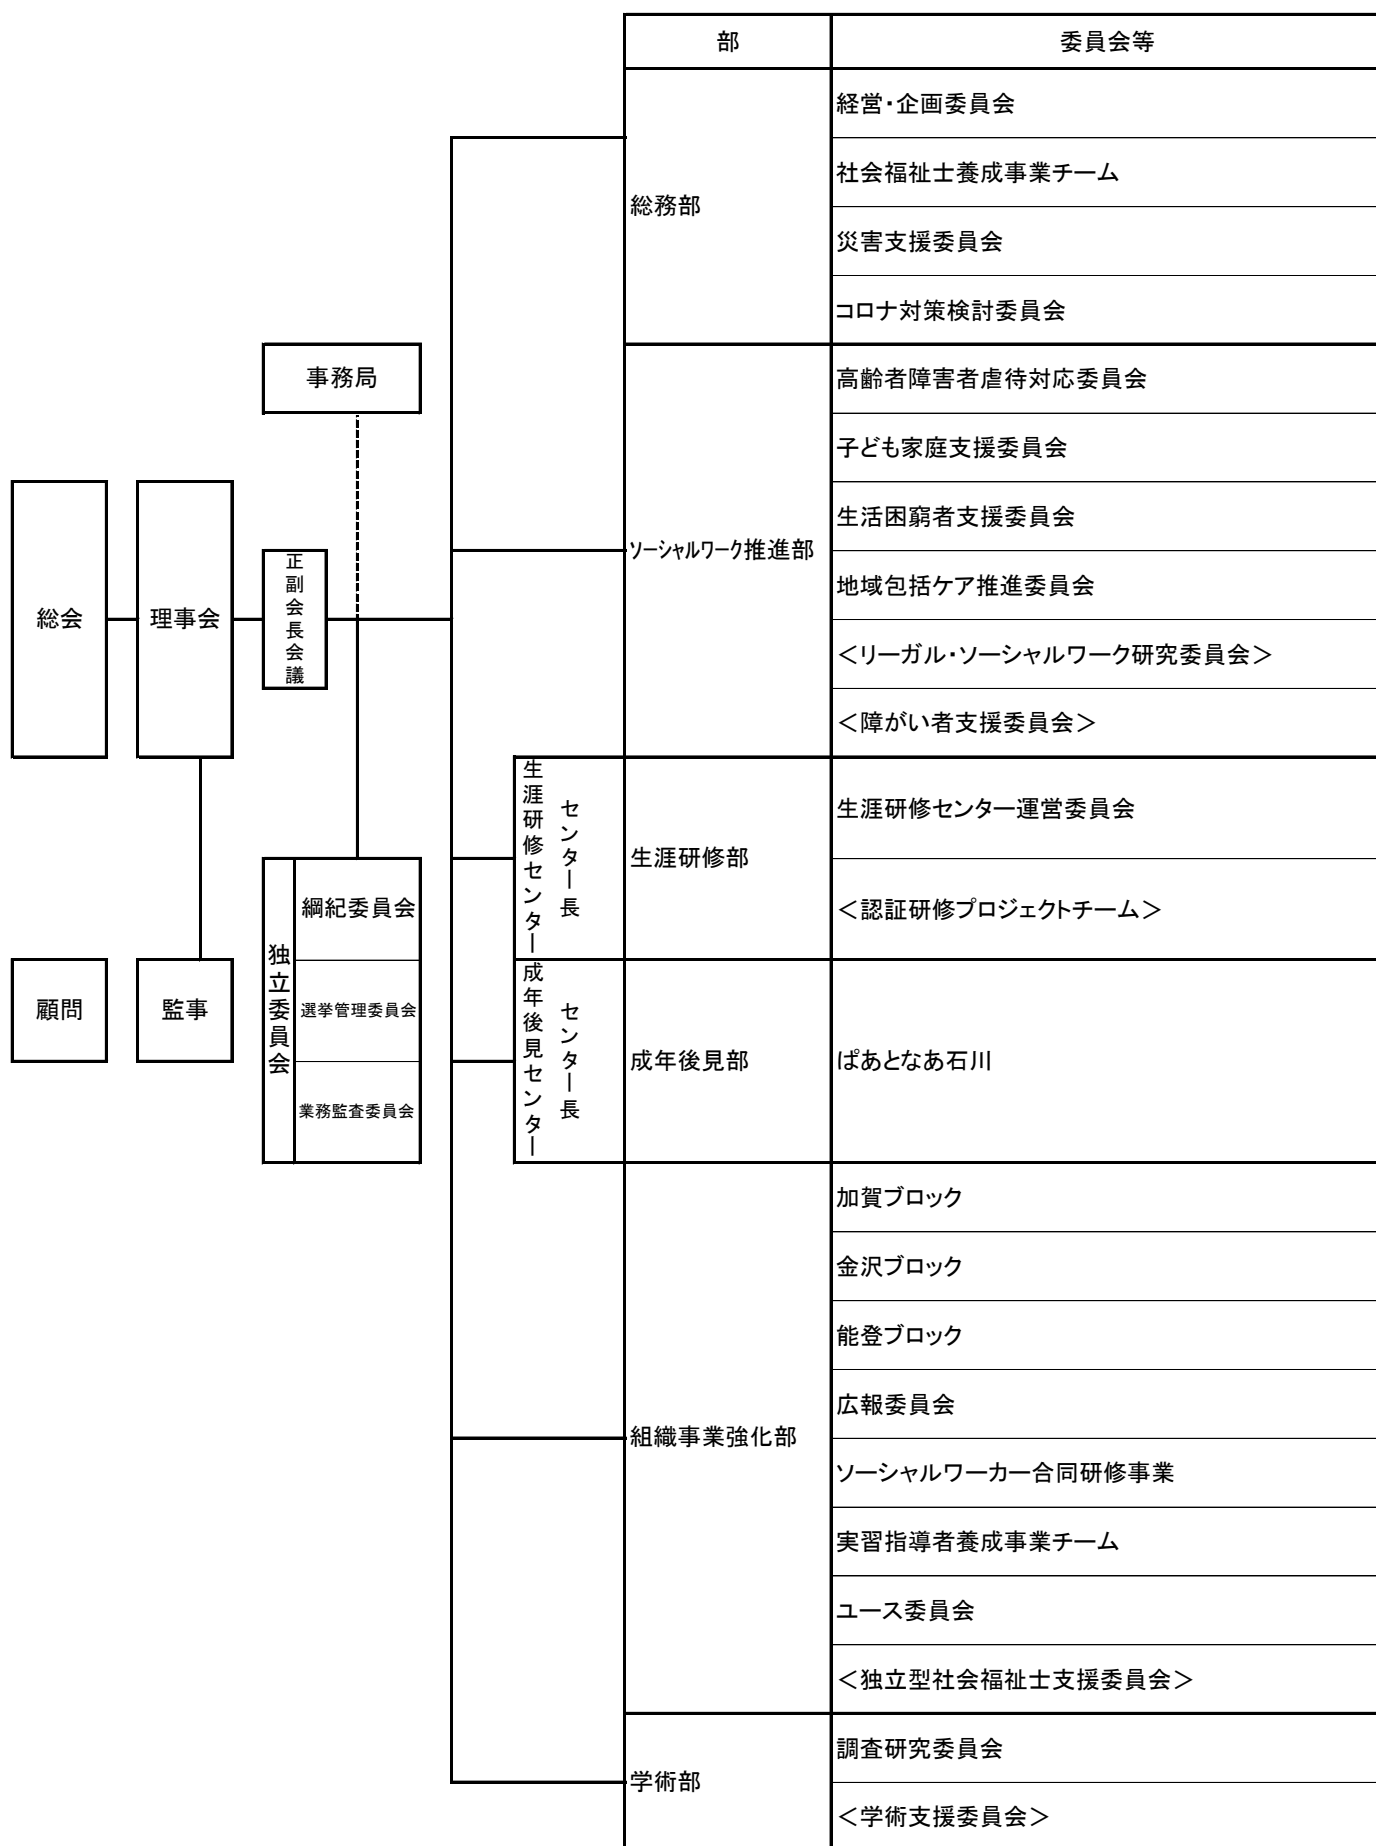 部
委員会等
総務部
経営・企画委員会
社会福祉士養成事業チーム
災害支援委員会
コロナ対策検討委員会
事務局
総会
理事会
正副会長会議
ソーシャルワーク推進部
高齢者障害者虐待対応委員会
子ども家庭支援委員会
生活困窮者支援委員会
地域包括ケア推進委員会
＜リーガル・ソーシャルワーク研究委員会＞
＜障がい者支援委員会＞
生涯研修センター
センター長
生涯研修部
生涯研修センター運営委員会
＜認証研修プロジェクトチーム＞
独立委員会
綱紀委員会
選挙管理委員会
業務監査委員会
顧問
監事
成年後見センター
センター長
成年後見部
ぱあとなあ石川
組織事業強化部
加賀ブロック
金沢ブロック
能登ブロック
広報委員会
ソーシャルワーカー合同研修事業
実習指導者養成事業チーム
ユース委員会
＜独立型社会福祉士支援委員会＞
学術部
調査研究委員会
＜学術支援委員会＞